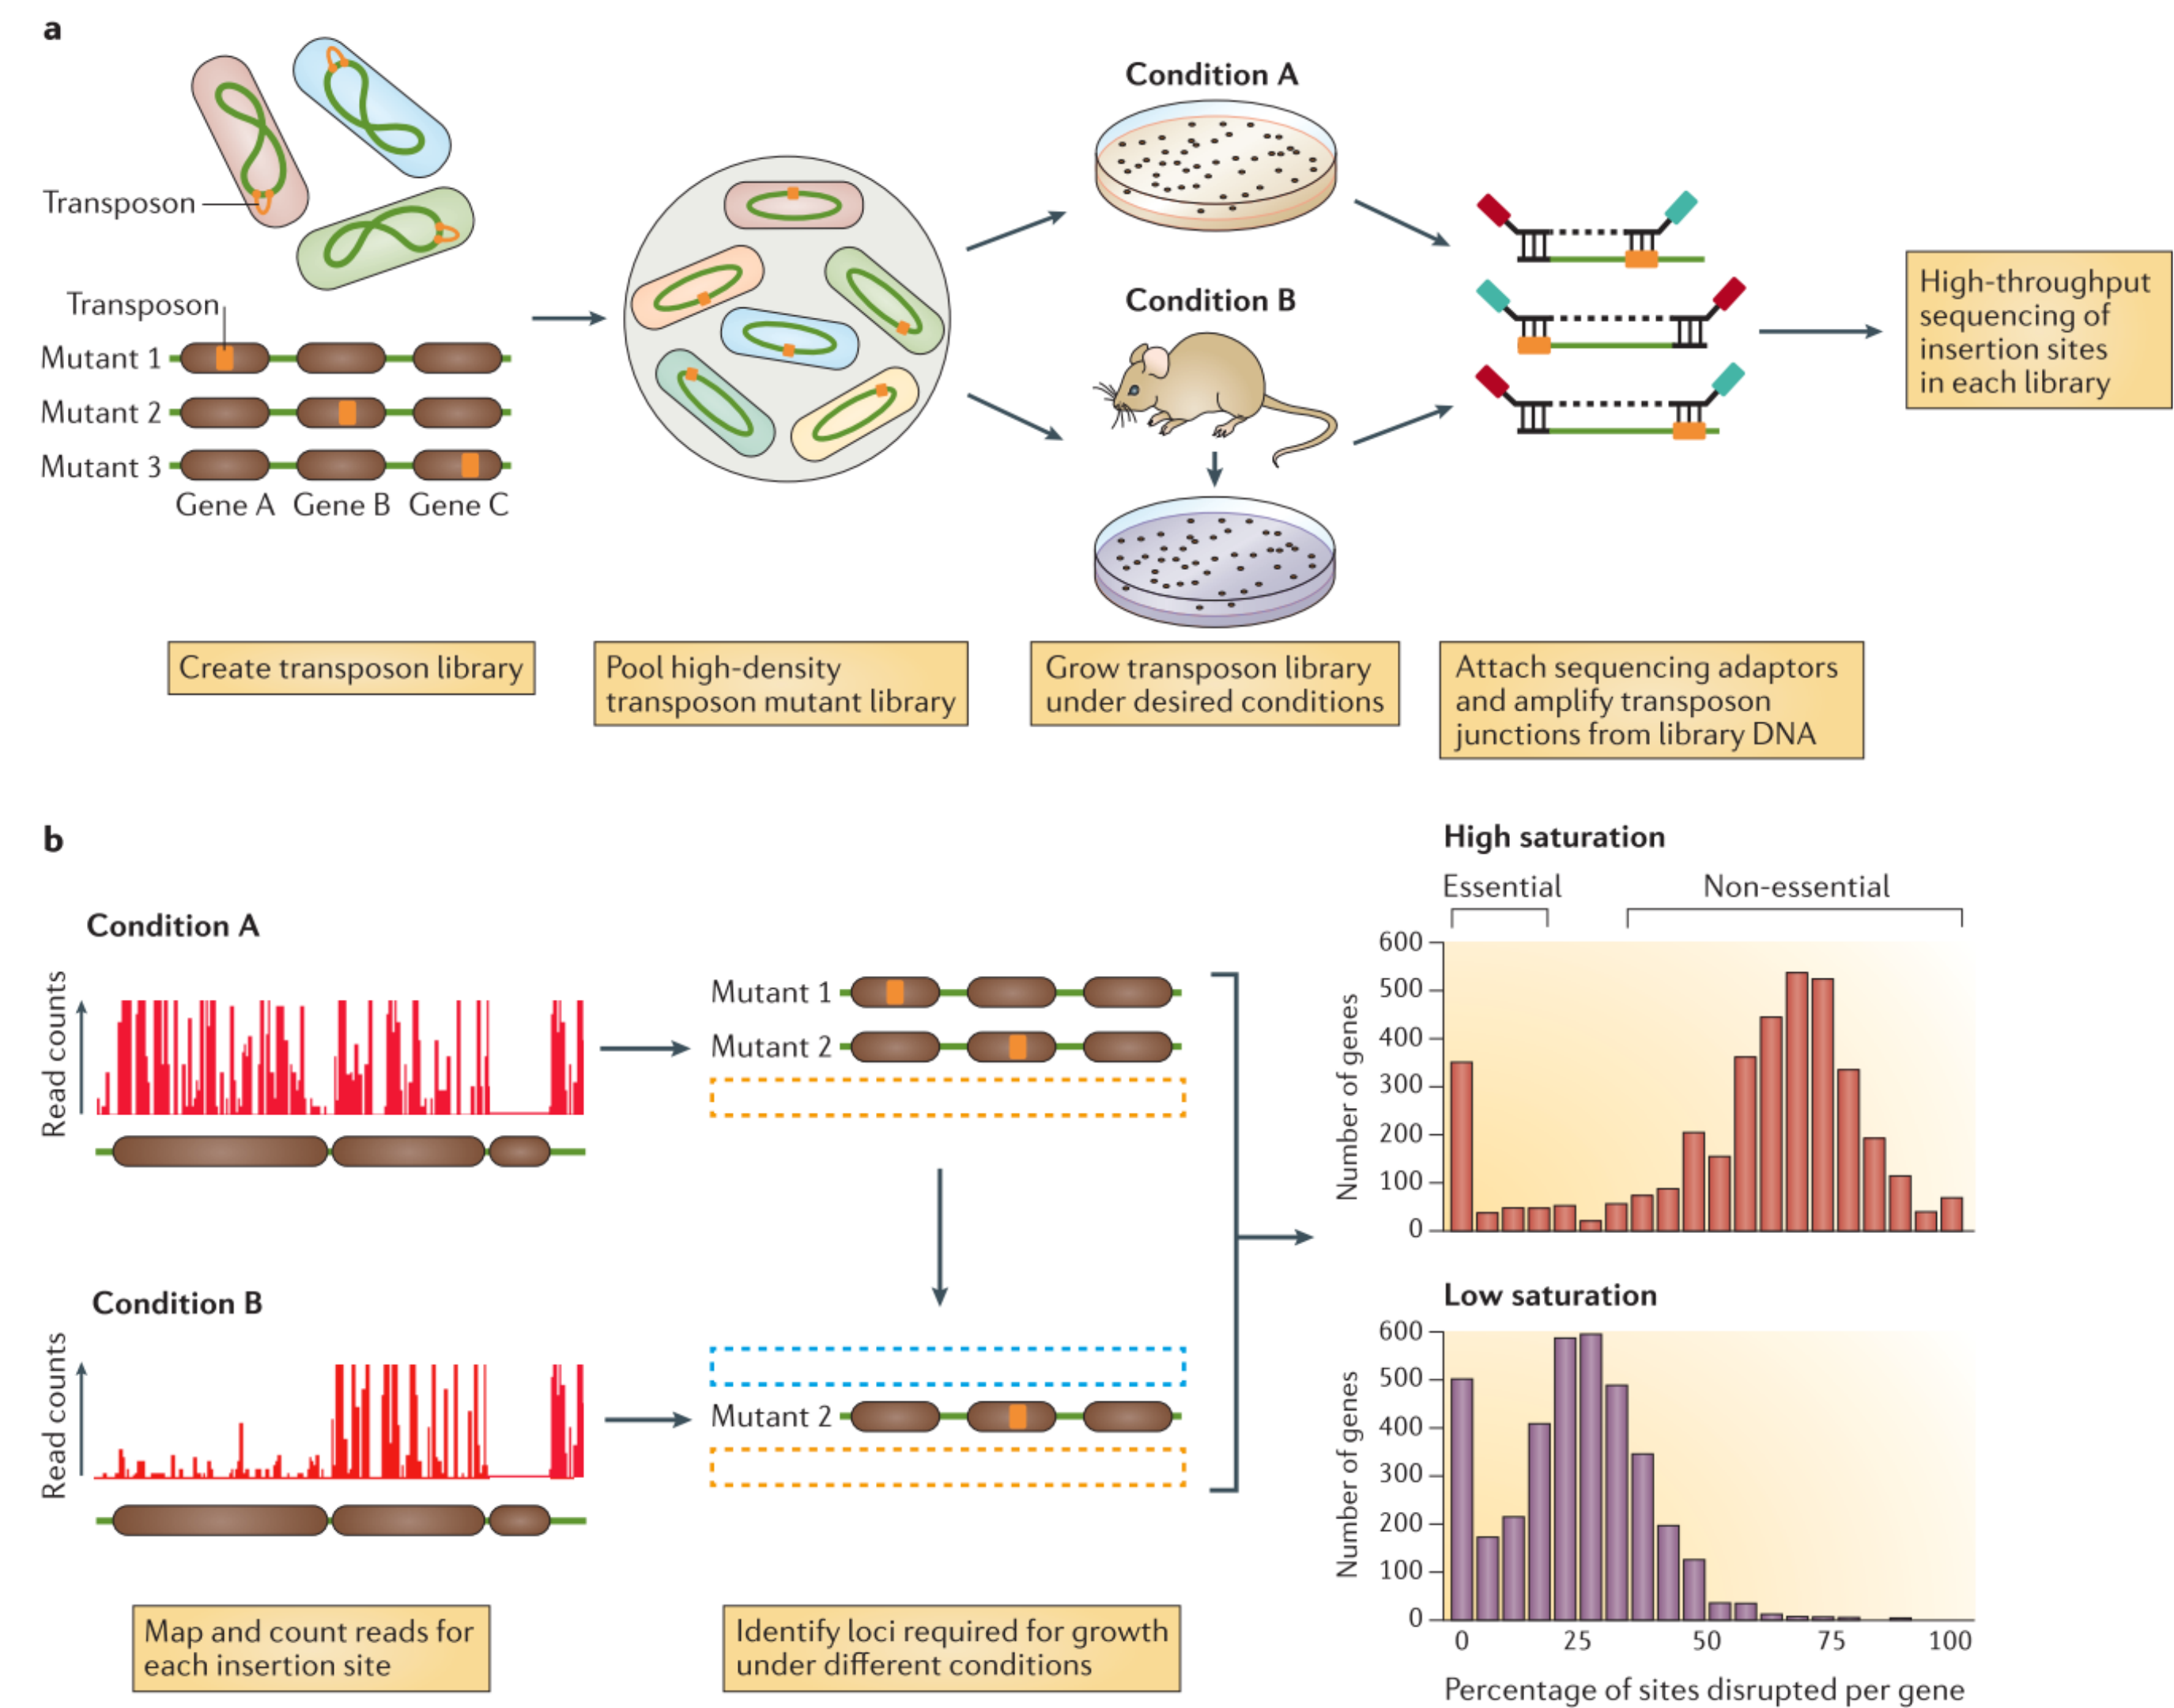 a
Transposon
Transposon
Mutant 1
Mutant 2
Mutant 3
Gene A Gene B Gene C
Condition A
Condition B
High-throughput
sequencing of
insertion sites
in each library
Create transposon library
Pool high-density
transposon mutant library
Grow transposon library
under desired conditions
Attach sequencing adaptors
and amplify transposon
junctions from library DNA
b
Condition A
Read counts
Mutant 1
Mutant 2
Condition B
Read counts
Mutant 2
Map and count reads for
each insertion site
Identify loci required for growth
under different conditions
High saturation
Essential Non-essential
Number of genes
600
500
400
300
200
100
0
Low saturation
Number of genes
600
500
400
300
200
100
0
0 25 50 75 100
Percentage of sites disrupted per gene